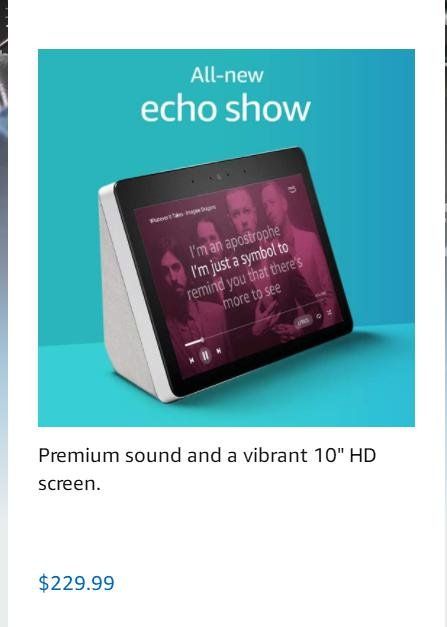 All-new
echo show
Whatever It Takes - Imagine Dragons
I'm an apostrophe
I'm just a symbol to
remind you that there's
more to see
LYRICS
Premium sound and a vibrant 10" HD
screen.
$229.99